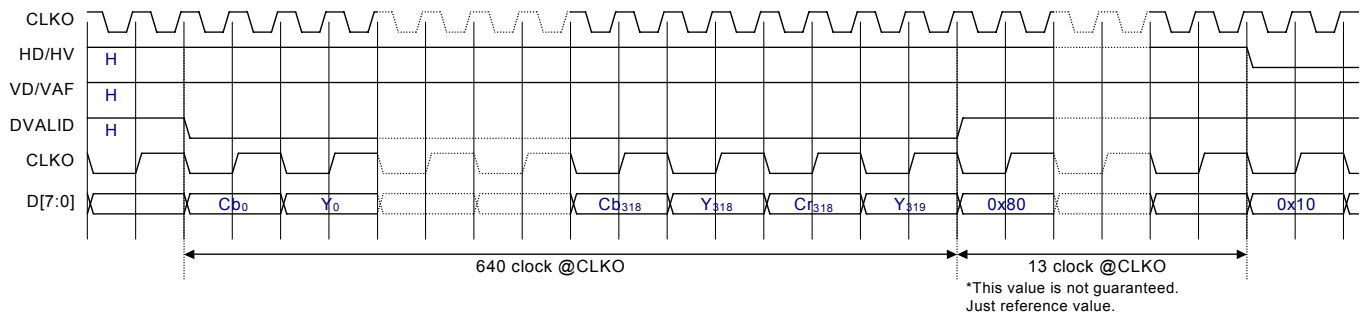 CLKO
HD/HV H
VD/VAF H
DVALID H
CLKO
D[7:0] Cb₀ Y₀ Cb₃₁₈ Y₃₁₈ Cr₃₁₈ Y₃₁₉ 0x80 0x10
640 clock @CLKO 13 clock @CLKO
*This value is not guaranteed.
Just reference value.